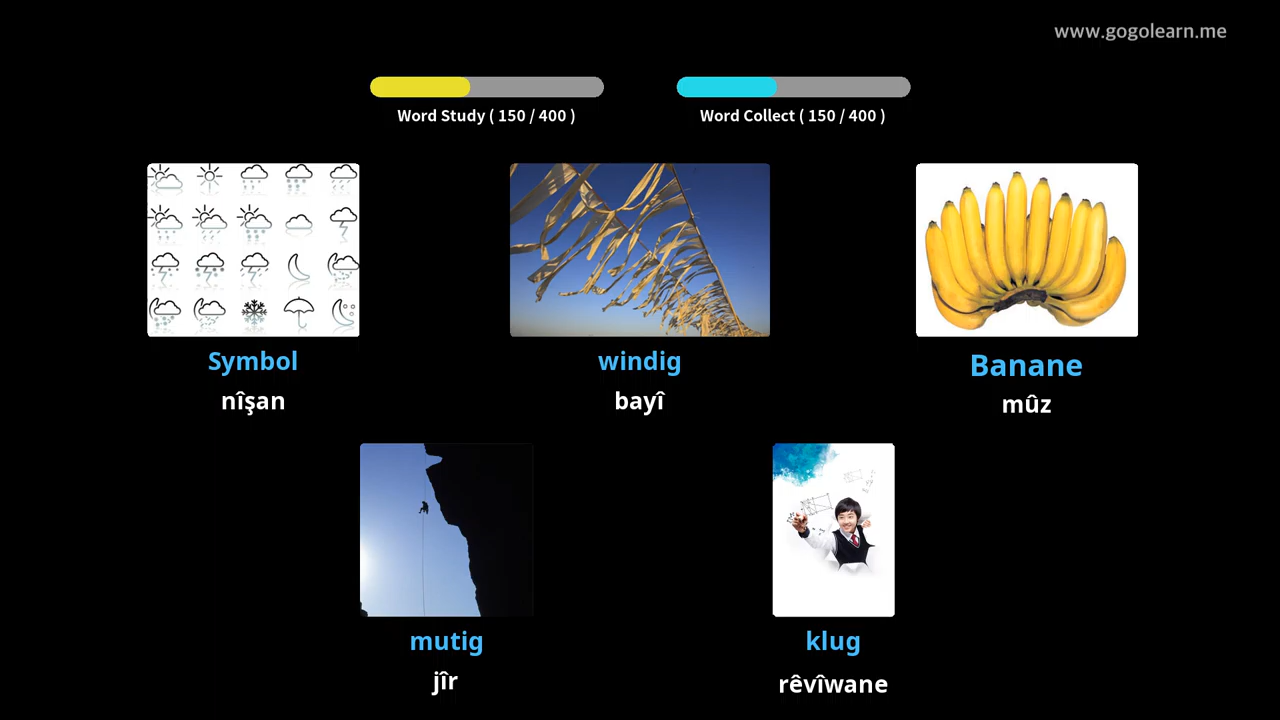 www.gogolearn.me
Word Study ( 150 / 400 )
Word Collect ( 150 / 400 )
Symbol
nîşan
windig
bayî
Banane
mûz
mutig
jîr
klug
rêvîwane